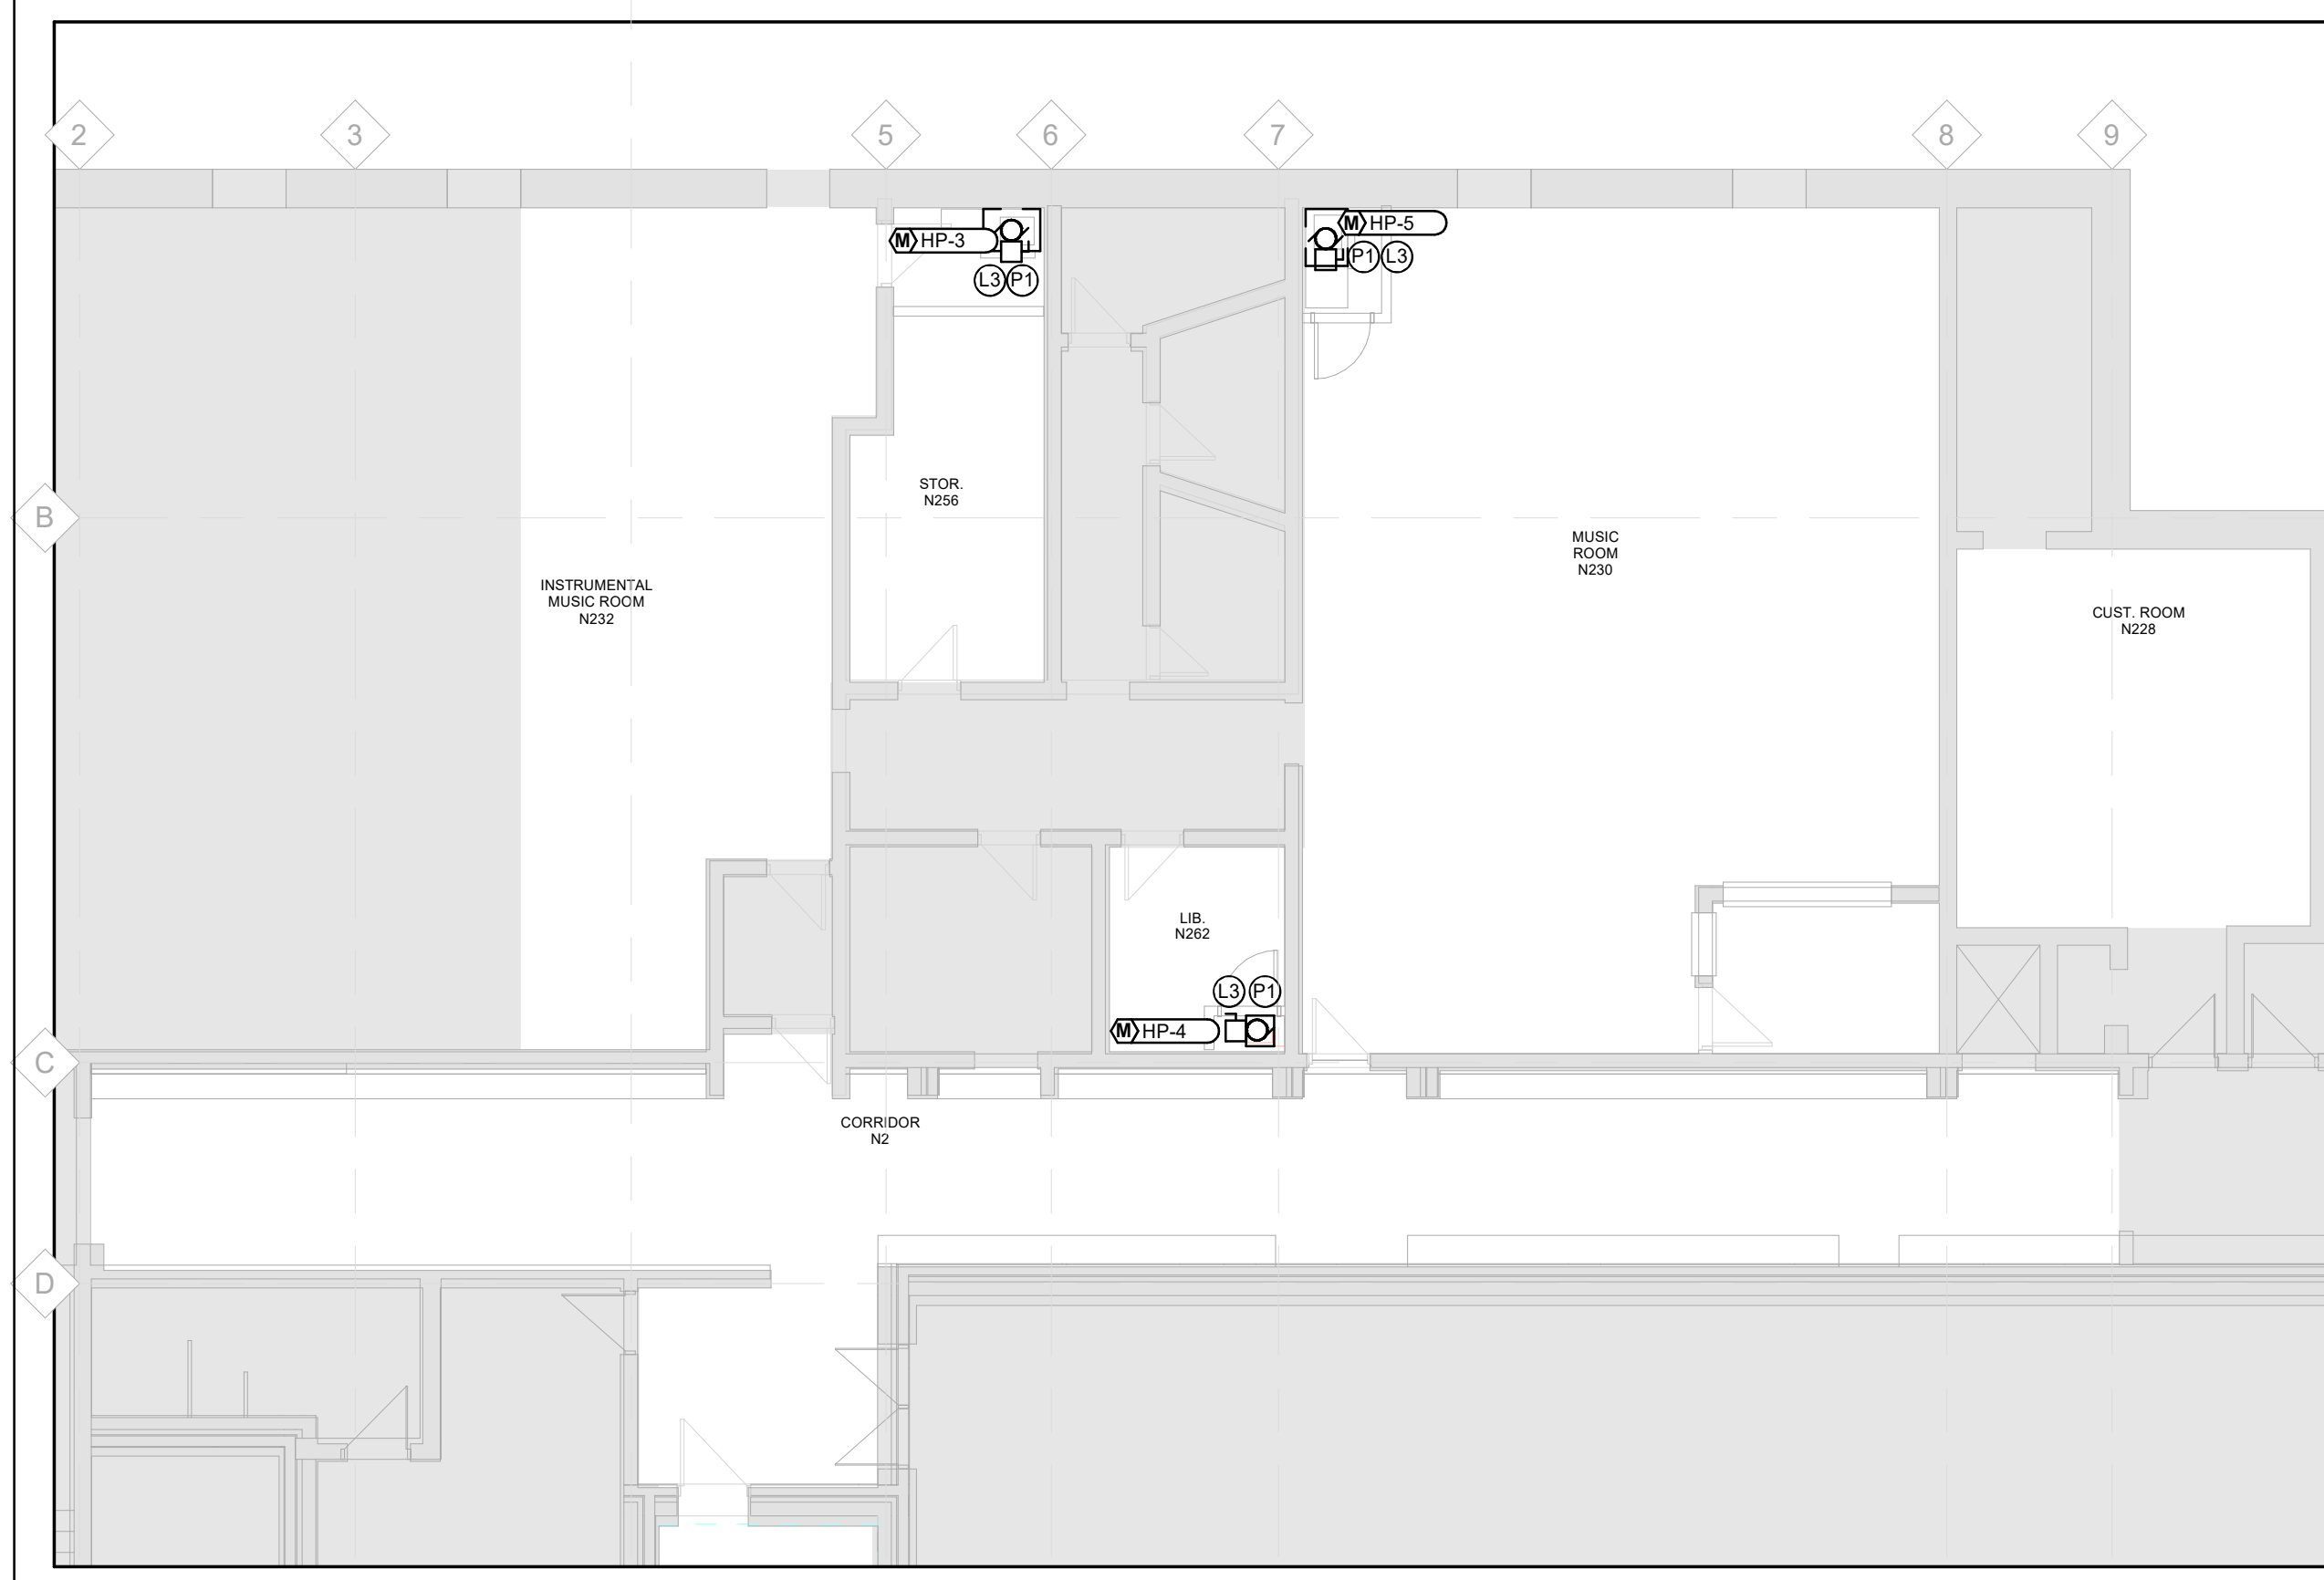 2
3
5
6
7
8
9
M HP-3
L3 P1
M HP-5
P1 L3
B
STOR.
N256
MUSIC
ROOM
N230
INSTRUMENTAL
MUSIC ROOM
N232
CUST. ROOM
N228
LIB.
N262
L3 P1
M HP-4
C
CORRIDOR
N2
D